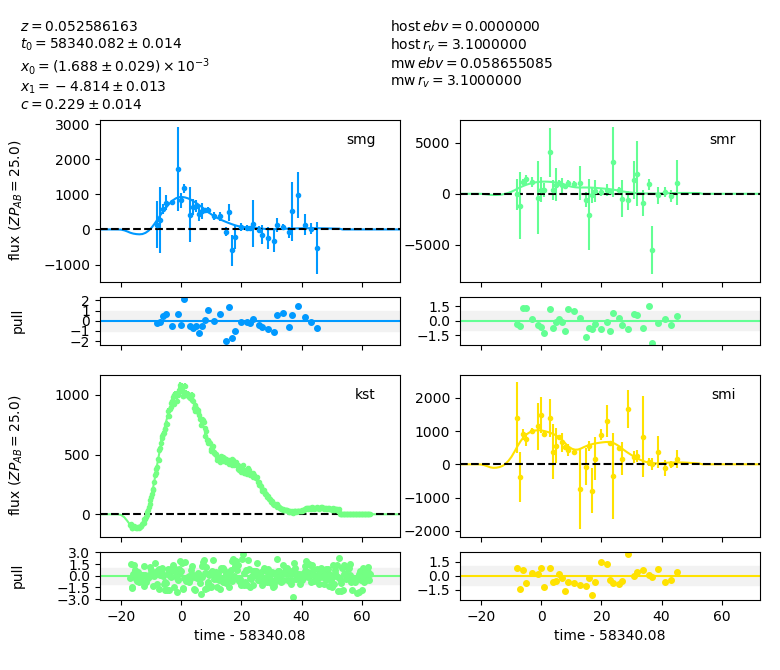 z = 0.052586163
t₀ = 58340.082 ± 0.014
x₀ = (1.688 ± 0.029) × 10⁻³
x₁ = −4.814 ± 0.013
c = 0.229 ± 0.014
host ebv = 0.0000000
host r_v = 3.1000000
mw ebv = 0.058655085
mw r_v = 3.1000000
flux (ZP_AB = 25.0)
3000
2000
1000
0
−1000
smg
5000
0
−5000
smr
pull
2
1
0
−1
−2
1.5
0.0
−1.5
flux (ZP_AB = 25.0)
1000
500
0
kst
2000
1000
0
−1000
−2000
smi
pull
3.0
1.5
0.0
−1.5
−3.0
1.5
0.0
−1.5
−20 0 20 40 60
−20 0 20 40 60
time - 58340.08
time - 58340.08